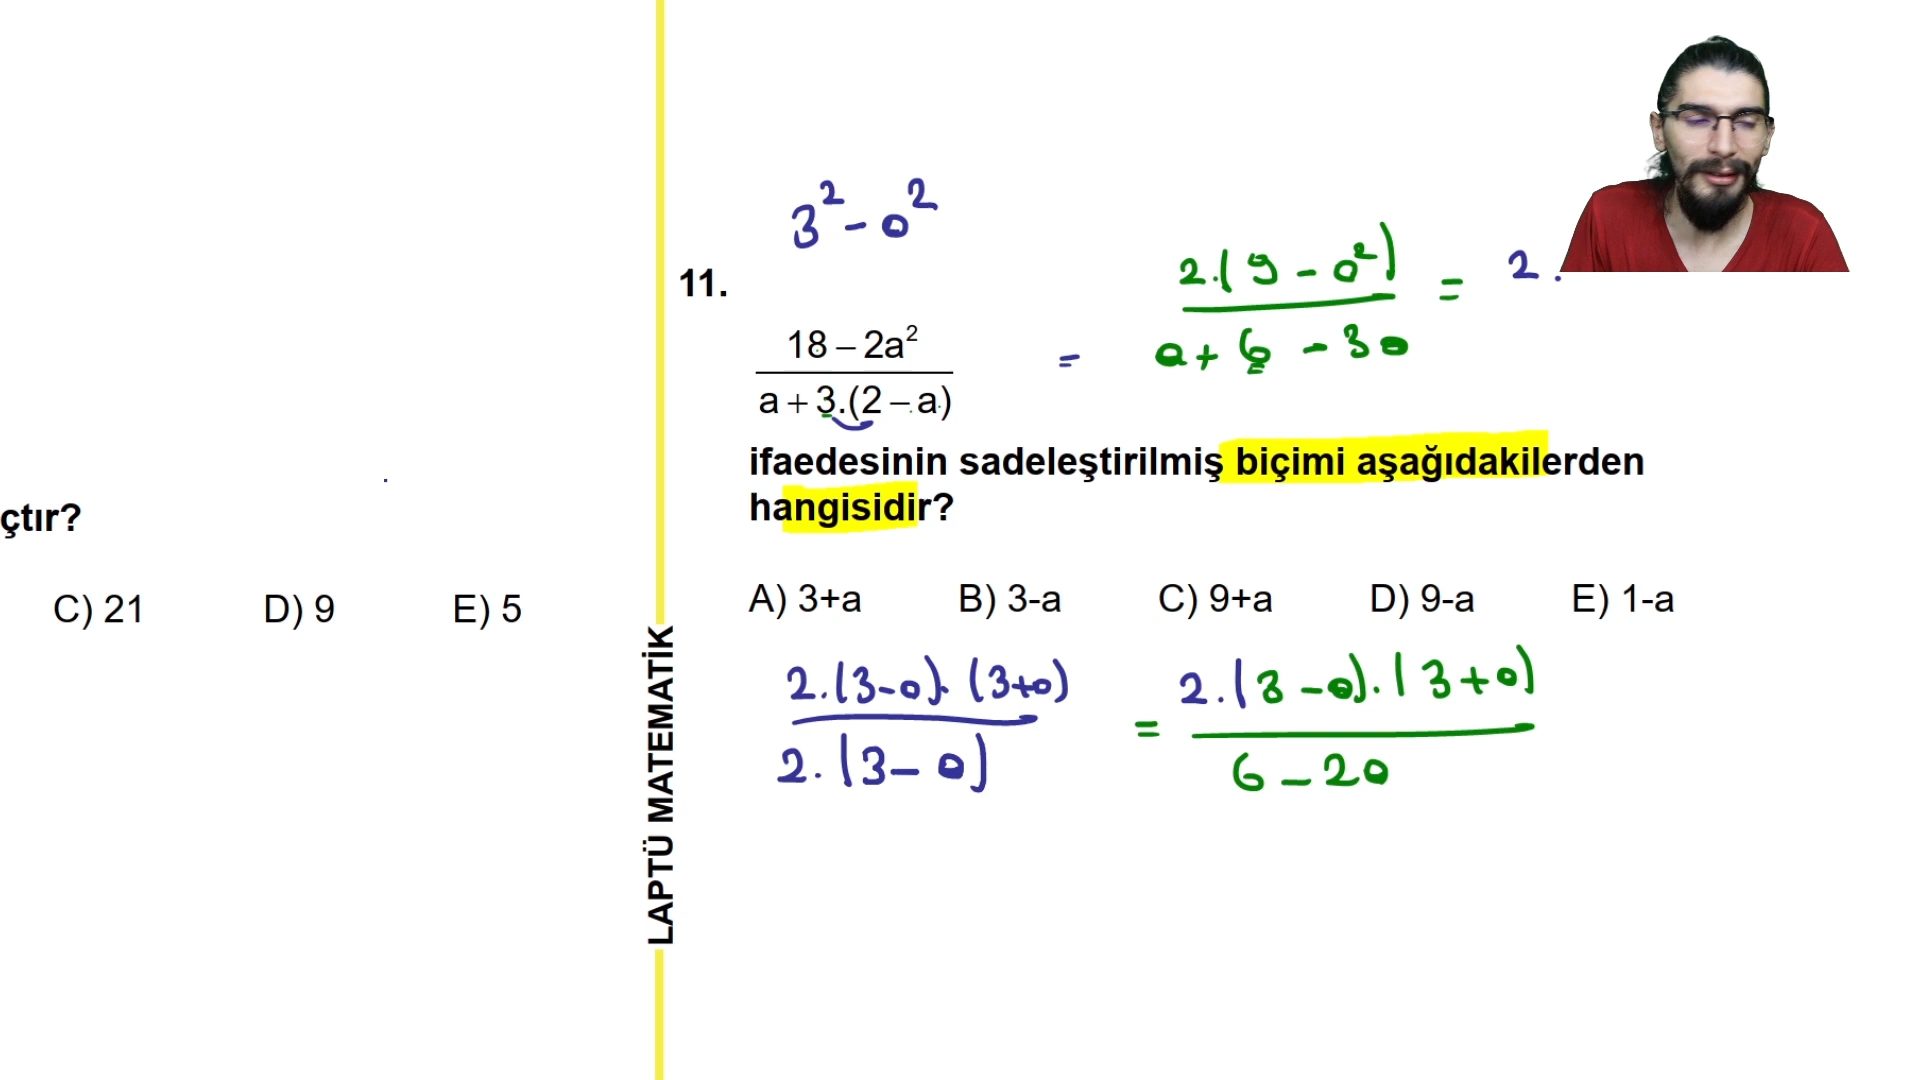 çtır?
C) 21 D) 9 E) 5
LAPTÜ MATEMATİK
3² - a²
11.
18 – 2a²
a + 3.(2 – a)
=
2.(9 - a²)
a + 6 - 3a
= 2.
ifaedesinin sadeleştirilmiş biçimi aşağıdakilerden
hangisidir?
A) 3+a B) 3-a C) 9+a D) 9-a E) 1-a
2.(3-a).(3+a)
2.(3-a)
=
2.(3-a).(3+a)
6 - 2a